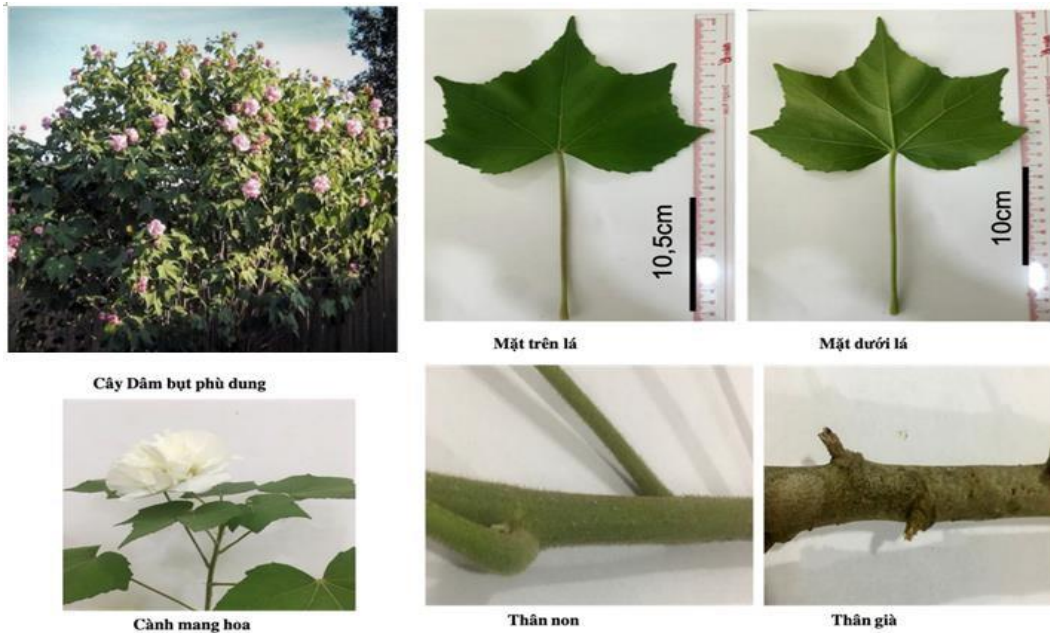 10,5cm
10cm
Mặt trên lá
Mặt dưới lá
Cây Dâm bụt phù dung
Cành mang hoa
Thân non
Thân già